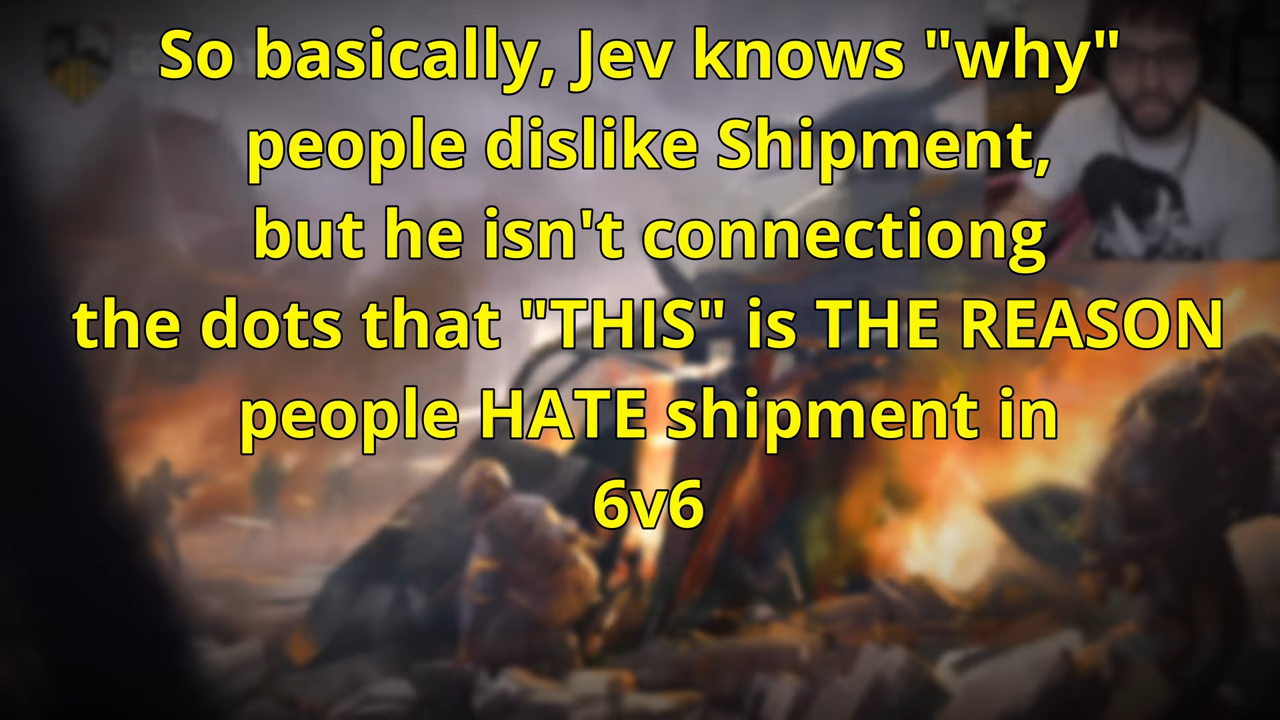 So basically, Jev knows "why"
people dislike Shipment,
but he isn't connectiong
the dots that "THIS" is THE REASON
people HATE shipment in
6v6